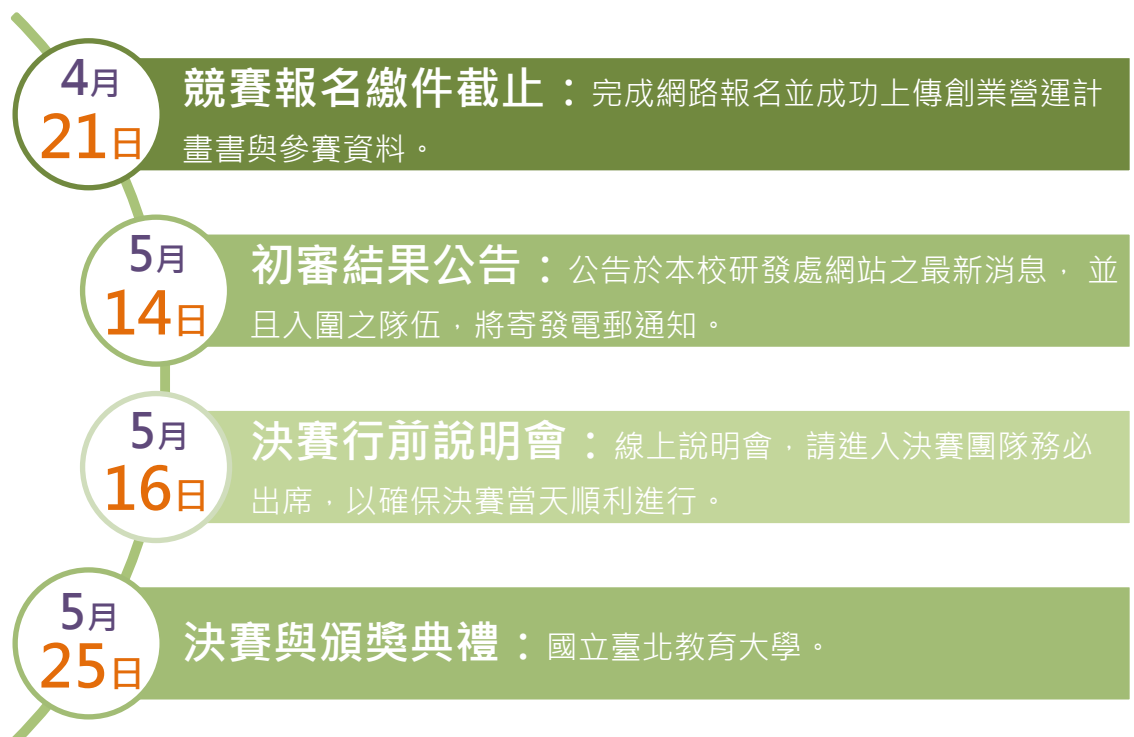 4月
21日
競賽報名繳件截止：完成網路報名並成功上傳創業營運計
畫書與參賽資料。
5月
14日
初審結果公告：公告於本校研發處網站之最新消息， 並
且入圍之隊伍，將寄發電郵通知。
5月
16日
決賽行前說明會：線上說明會，請進入決賽團隊務必
出席，以確保決賽當天順利進行。
5月
25日
決賽與頒獎典禮：國立臺北教育大學。